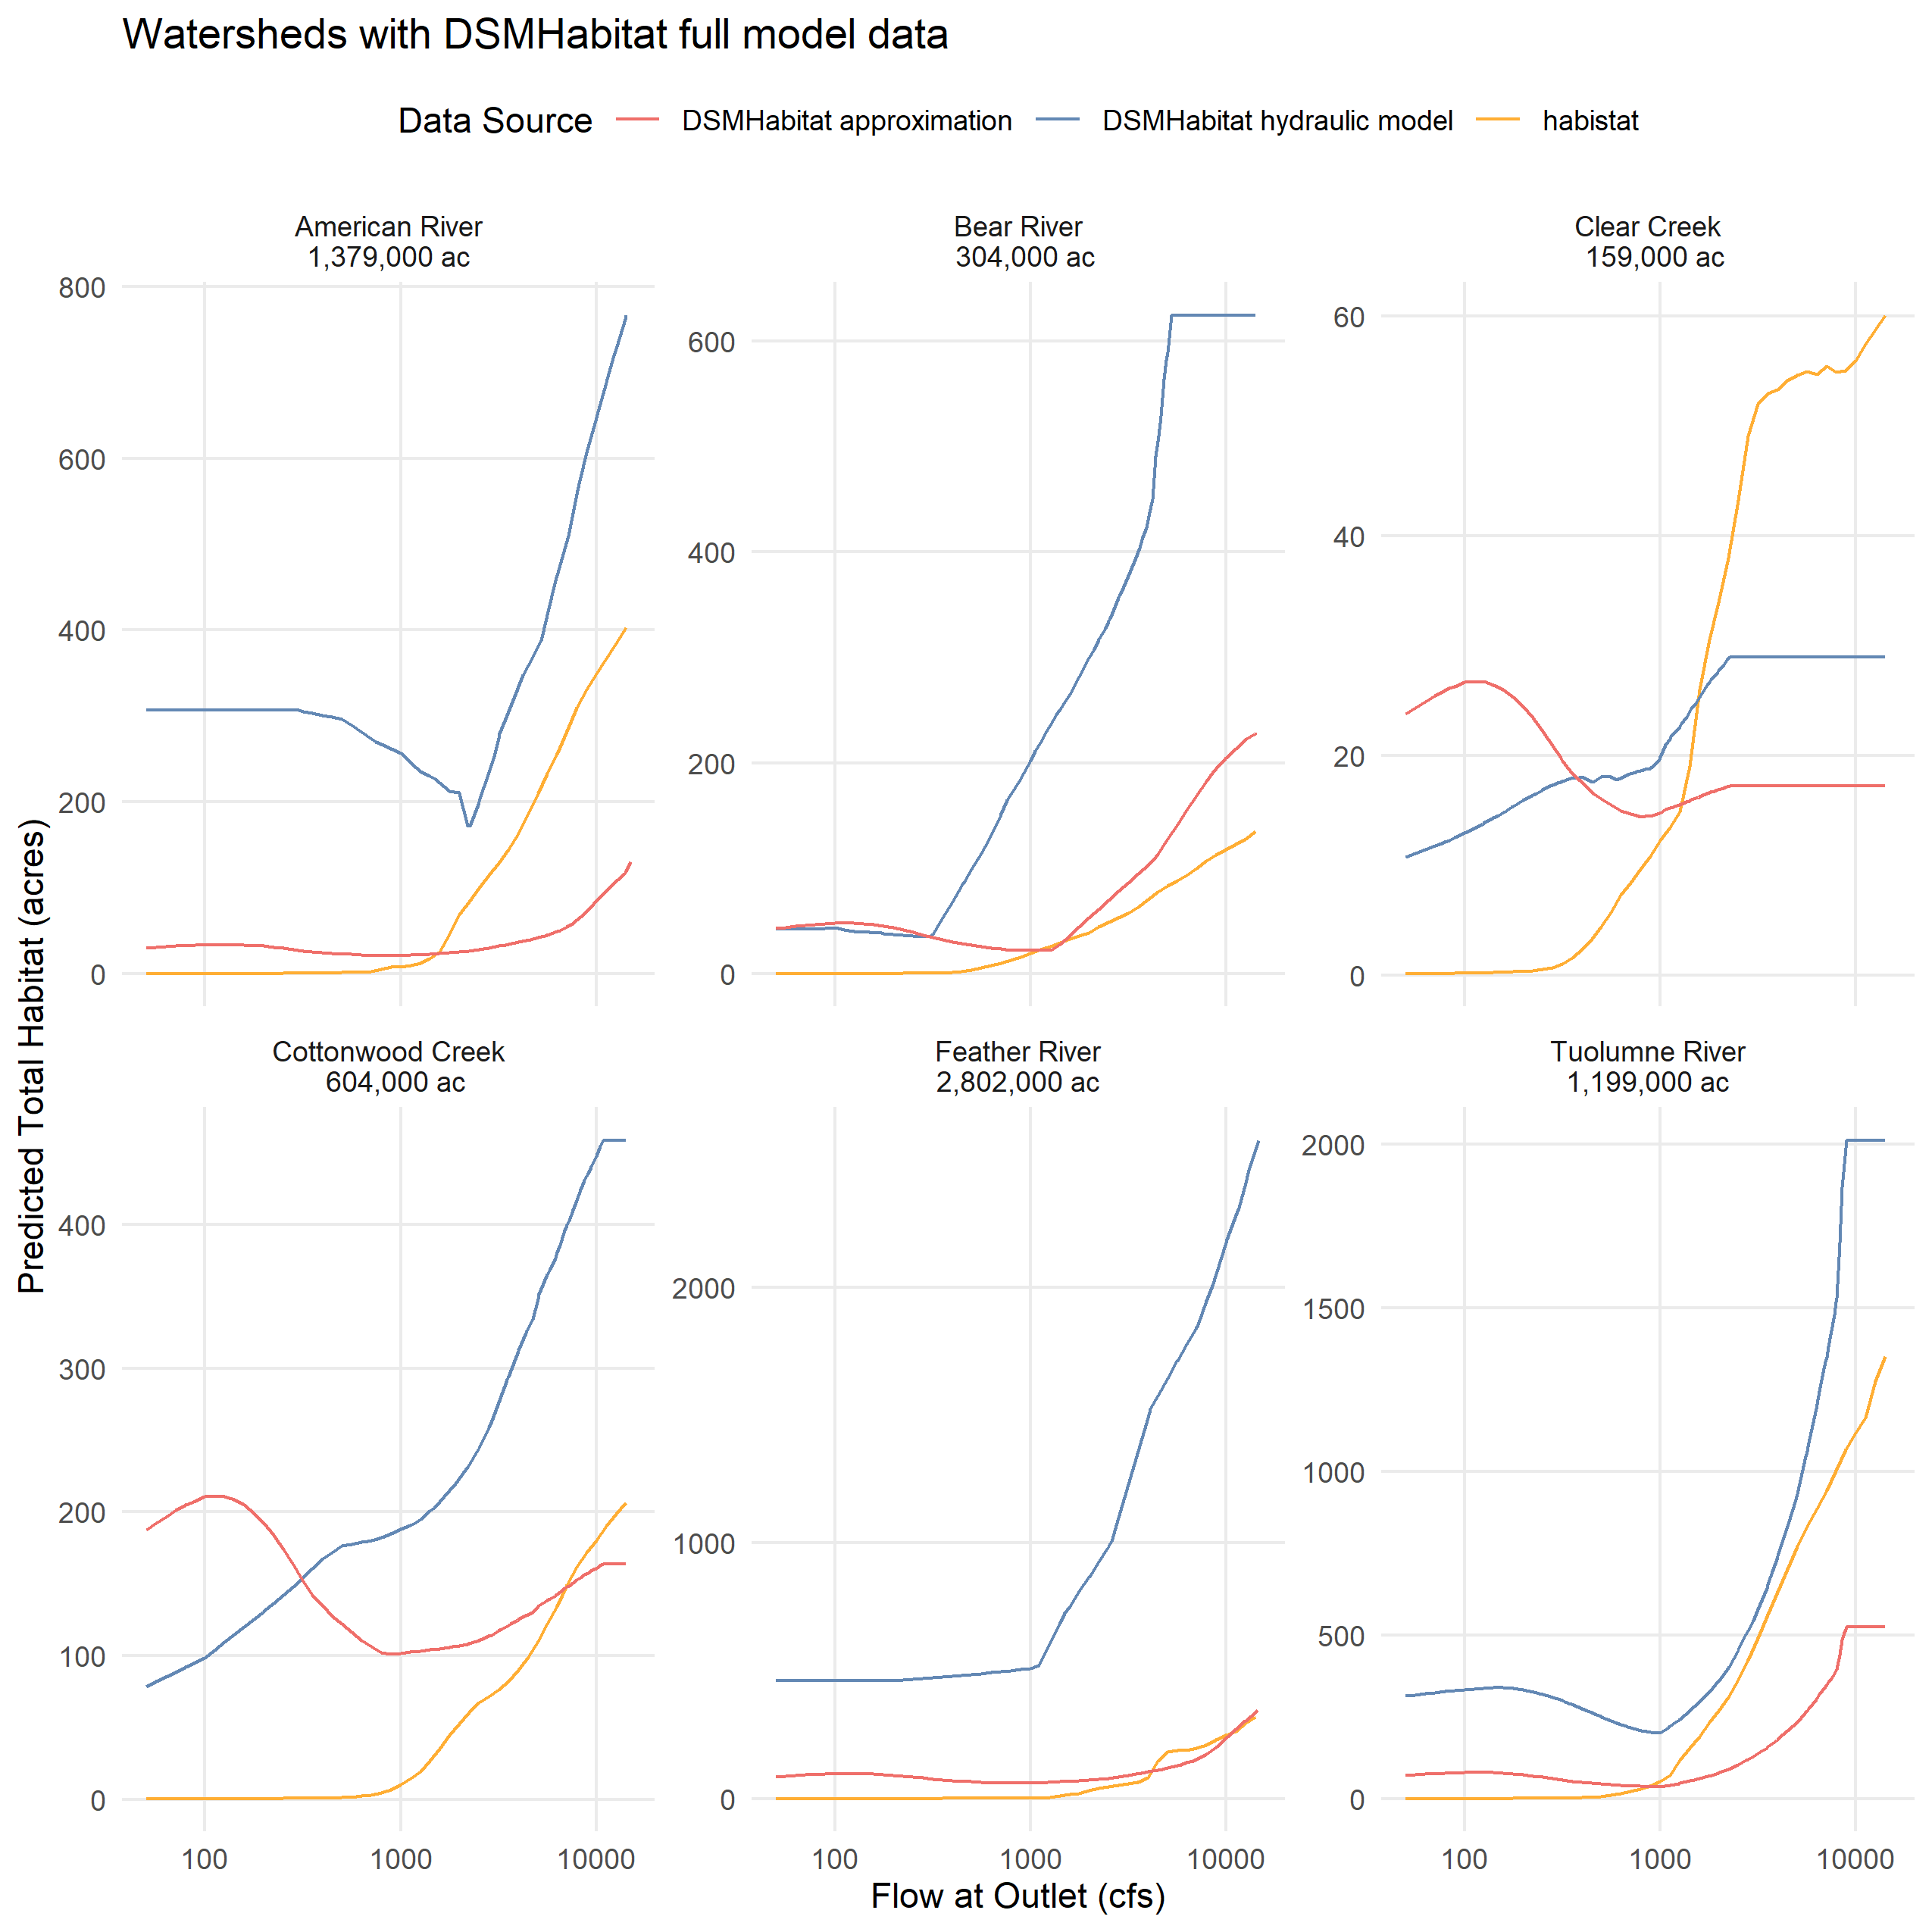 Watersheds with DSMHabitat full model data
Data Source DSMHabitat approximation DSMHabitat hydraulic model habistat
American River
1,379,000 ac
Bear River
304,000 ac
Clear Creek
159,000 ac
800
600
400
200
0
600
400
200
0
60
40
20
0
Predicted Total Habitat (acres)
Cottonwood Creek
604,000 ac
Feather River
2,802,000 ac
Tuolumne River
1,199,000 ac
400
300
200
100
0
2000
1000
0
2000
1500
1000
500
0
100 1000 10000
100 1000 10000
100 1000 10000
Flow at Outlet (cfs)